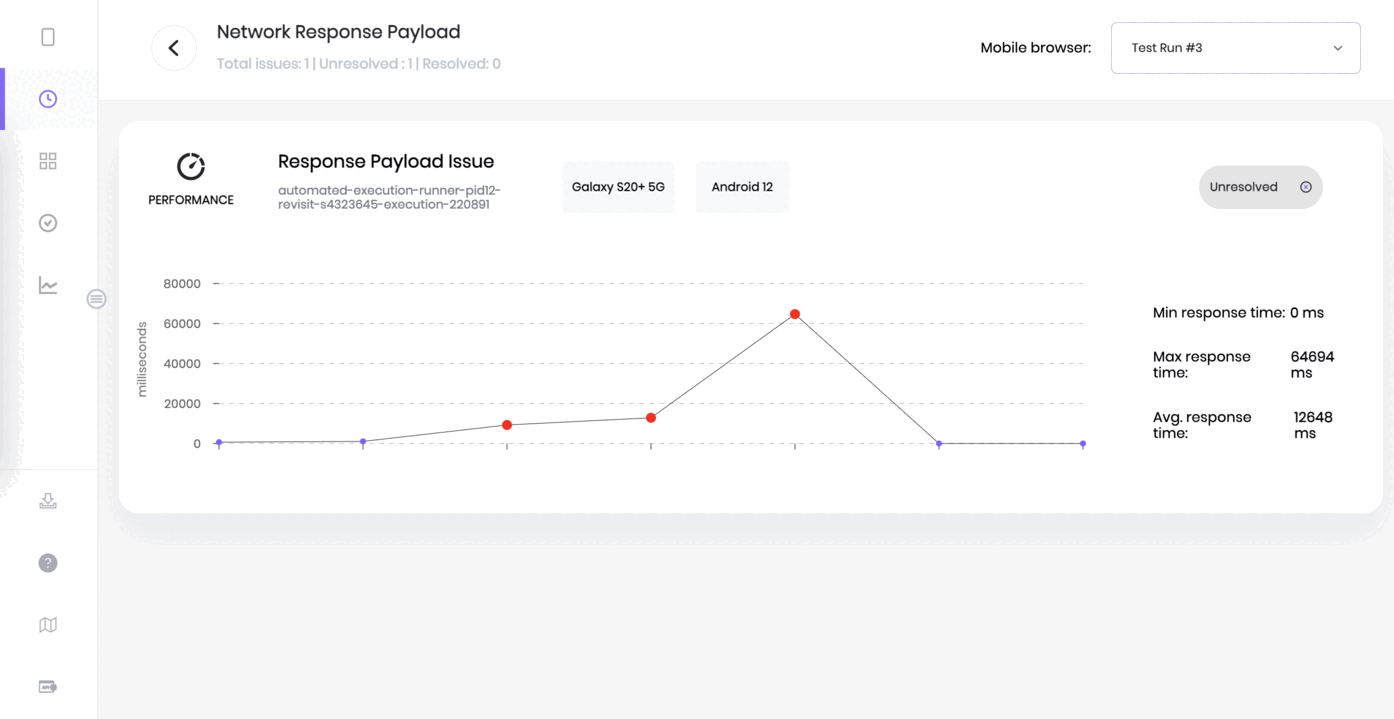 Network Response Payload
Total issues: 1 | Unresolved : 1 | Resolved: 0
Mobile browser:
Test Run #3
PERFORMANCE
Response Payload Issue
automated-execution-runner-pid12-
revisit-s4323645-execution-220891
Galaxy S20+ 5G
Android 12
Unresolved
milliseconds
80000
60000
40000
20000
0
Min response time: 0 ms
Max response
time:
64694
ms
Avg. response
time:
12648
ms
?